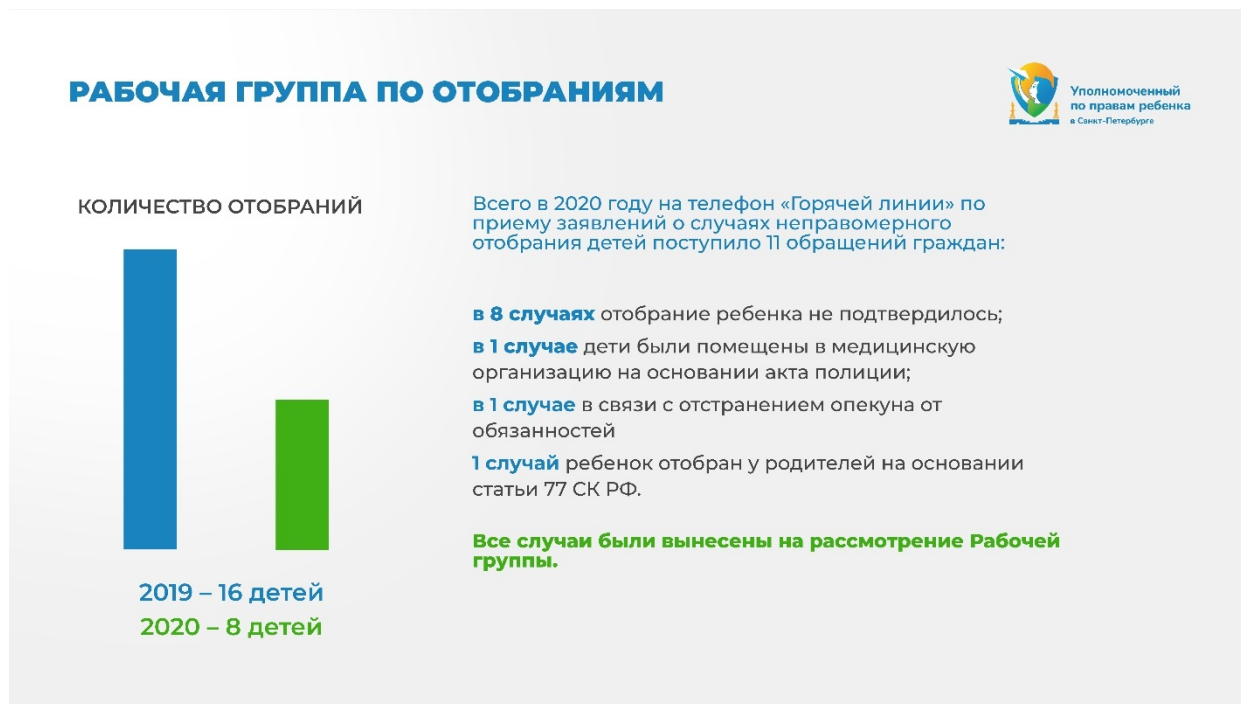 РАБОЧАЯ ГРУППА ПО ОТОБРАНИЯМ
Уполномоченный
по правам ребенка
в Санкт-Петербурге
КОЛИЧЕСТВО ОТОБРАНИЙ
2019 – 16 детей
2020 – 8 детей
Всего в 2020 году на телефон «Горячей линии» по
приему заявлений о случаях неправомерного
отобрания детей поступило 11 обращений граждан:
в 8 случаях отобрание ребенка не подтвердилось;
в 1 случае дети были помещены в медицинскую
организацию на основании акта полиции;
в 1 случае в связи с отстранением опекуна от
обязанностей
1 случай ребенок отобран у родителей на основании
статьи 77 СК РФ.
Все случаи были вынесены на рассмотрение Рабочей
группы.